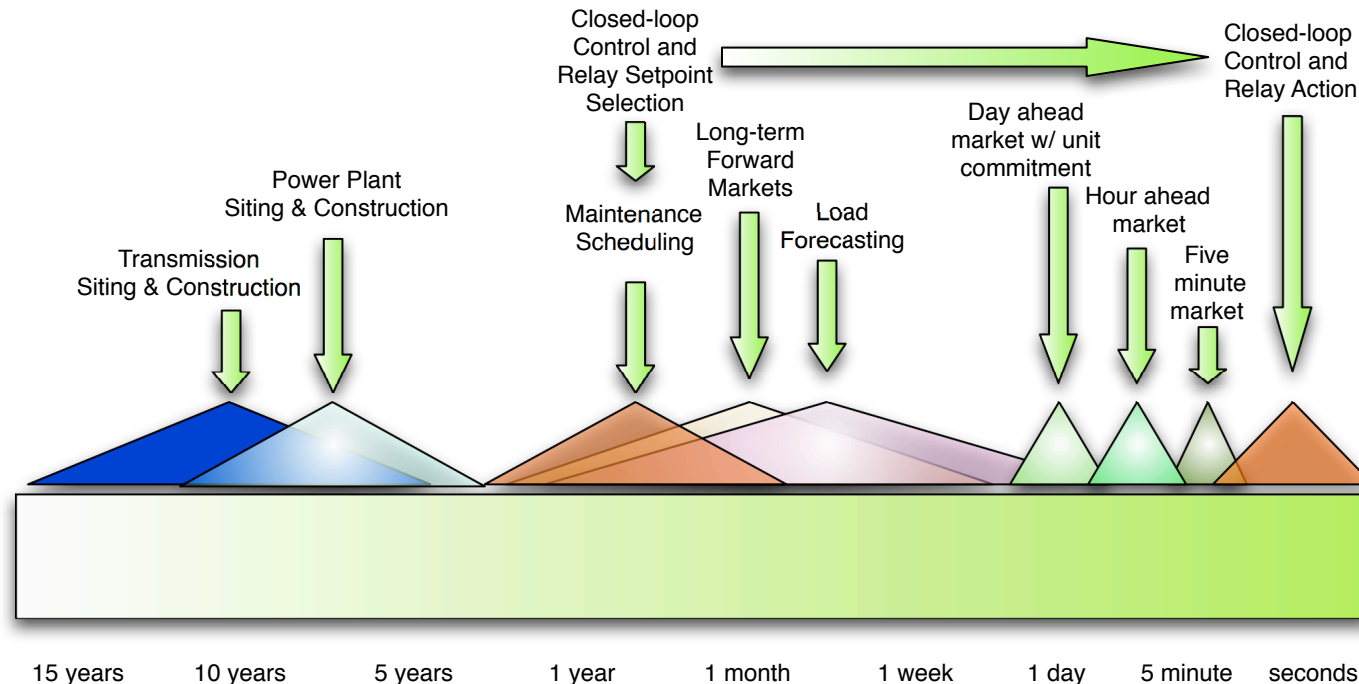 Closed-loop
Control and
Relay Setpoint
Selection
Closed-loop
Control and
Relay Action
Day ahead
market w/ unit
commitment
Long-term
Forward
Markets
Power Plant
Siting & Construction
Hour ahead
market
Maintenance
Scheduling
Load
Forecasting
Five
minute
market
Transmission
Siting & Construction
15 years
10 years
5 years
1 year
1 month
1 week
1 day
5 minute
seconds